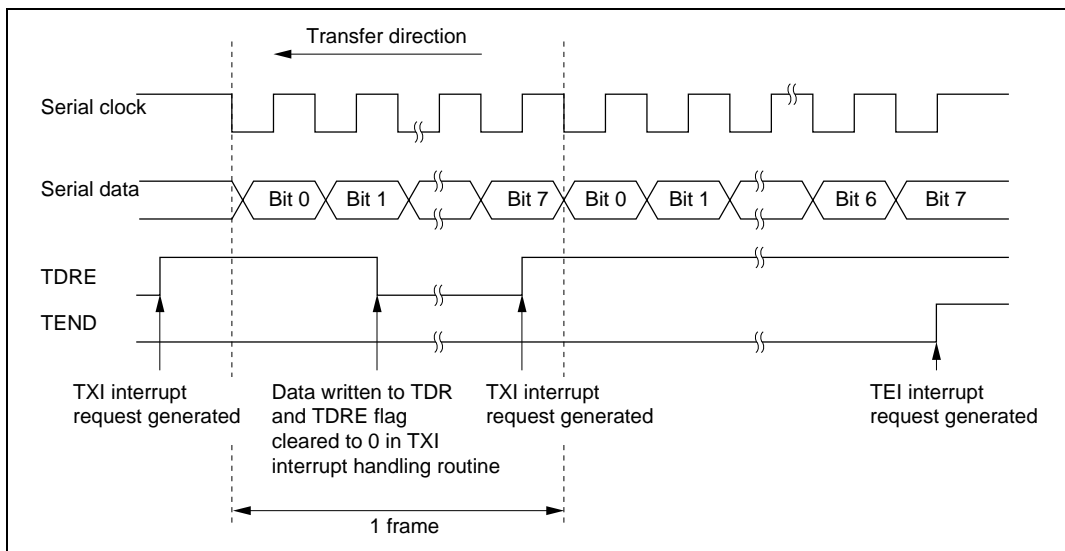 Transfer direction
Serial clock
Serial data
Bit 0
Bit 1
Bit 7
Bit 0
Bit 1
Bit 6
Bit 7
TDRE
TEND
TXI interrupt
request generated
Data written to TDR
and TDRE flag
cleared to 0 in TXI
interrupt handling routine
TXI interrupt
request generated
TEI interrupt
request generated
1 frame